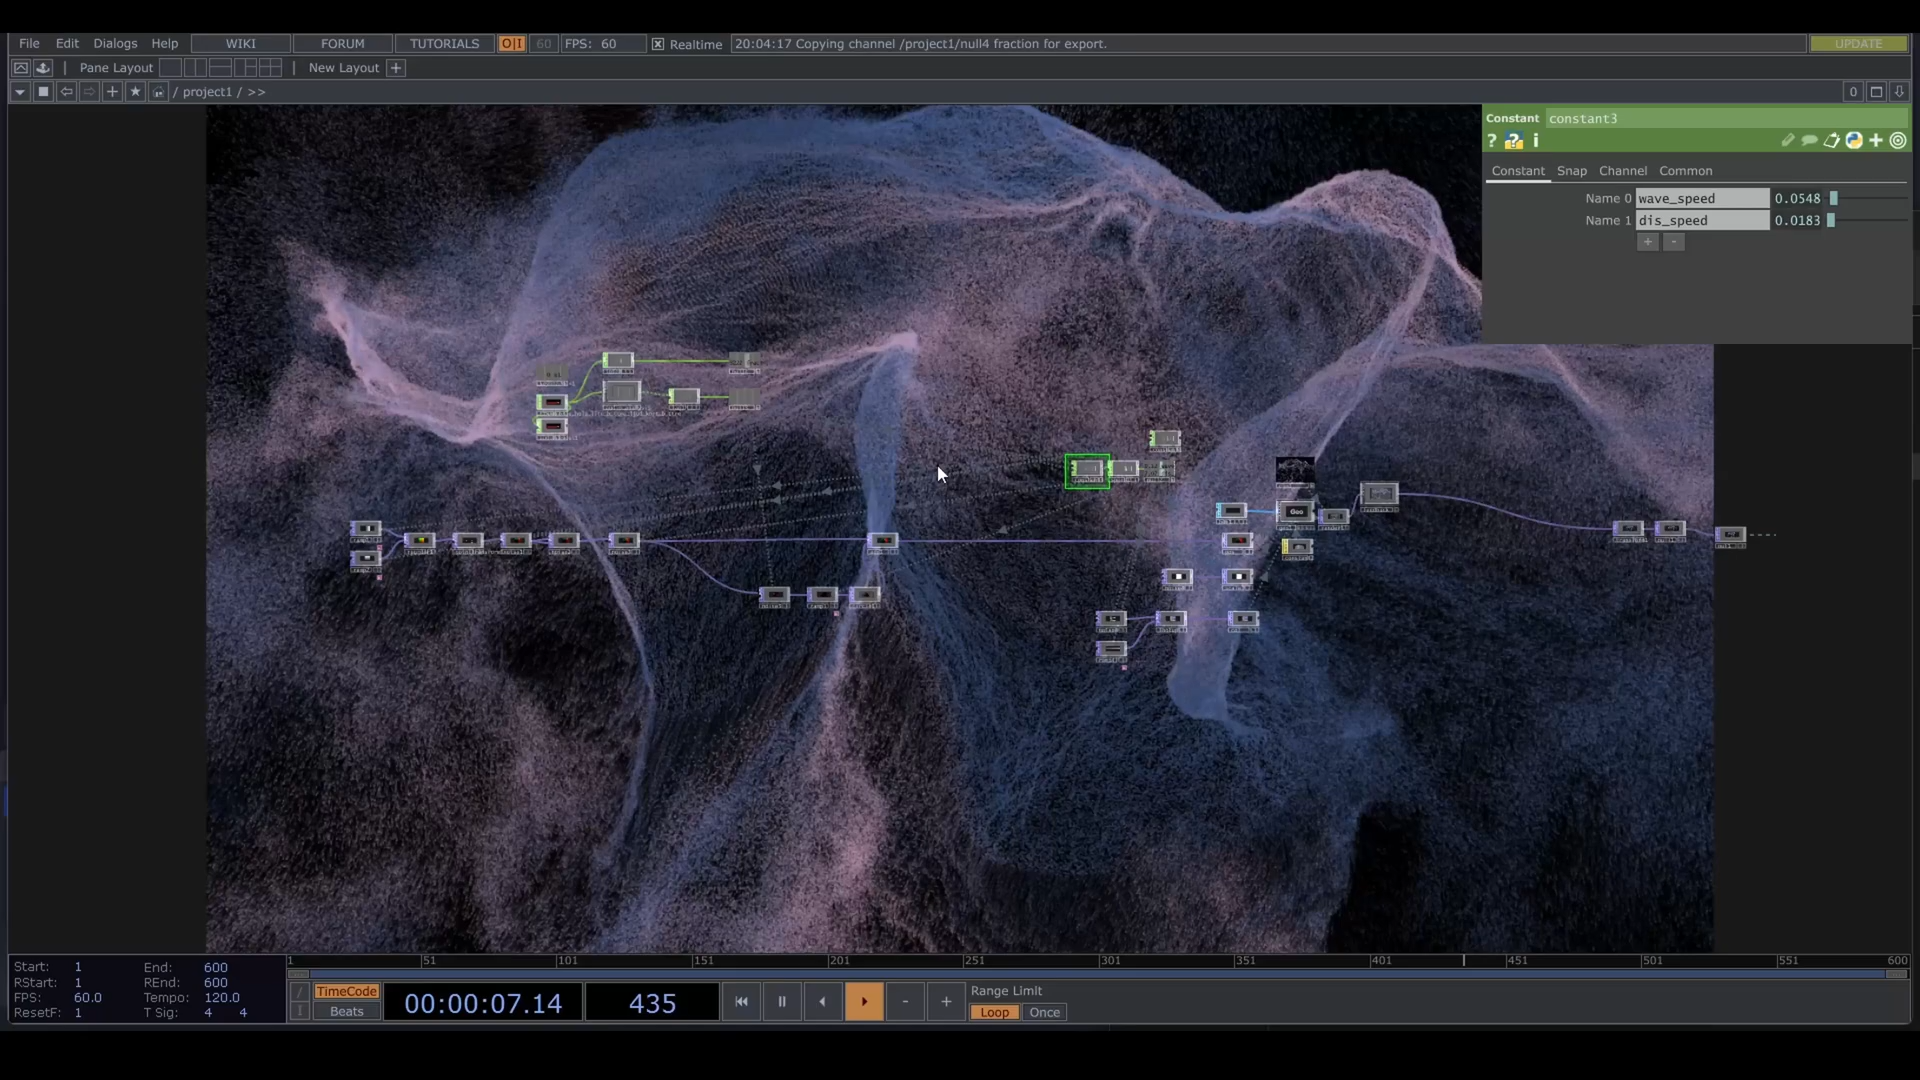 File Edit Dialogs Help WIKI FORUM TUTORIALS O|I 60 FPS: 60 Realtime 20:04:17 Copying channel /project1/null4 fraction for export. UPDATE
Pane Layout New Layout +
/ project1 / >> 0
Constant constant3
? ? i
Constant Snap Channel Common
Name 0 wave_speed 0.0548
Name 1 dis_speed 0.0183
+ -
Geo
1 51 101 151 201 251 301 351 401 451 501 551 600
Start: 1 End: 600
RStart: 1 REnd: 600
FPS: 60.0 Tempo: 120.0
ResetF: 1 T Sig: 4 4
TimeCode
Beats
00:00:07.14 435
- +
Range Limit
Loop Once